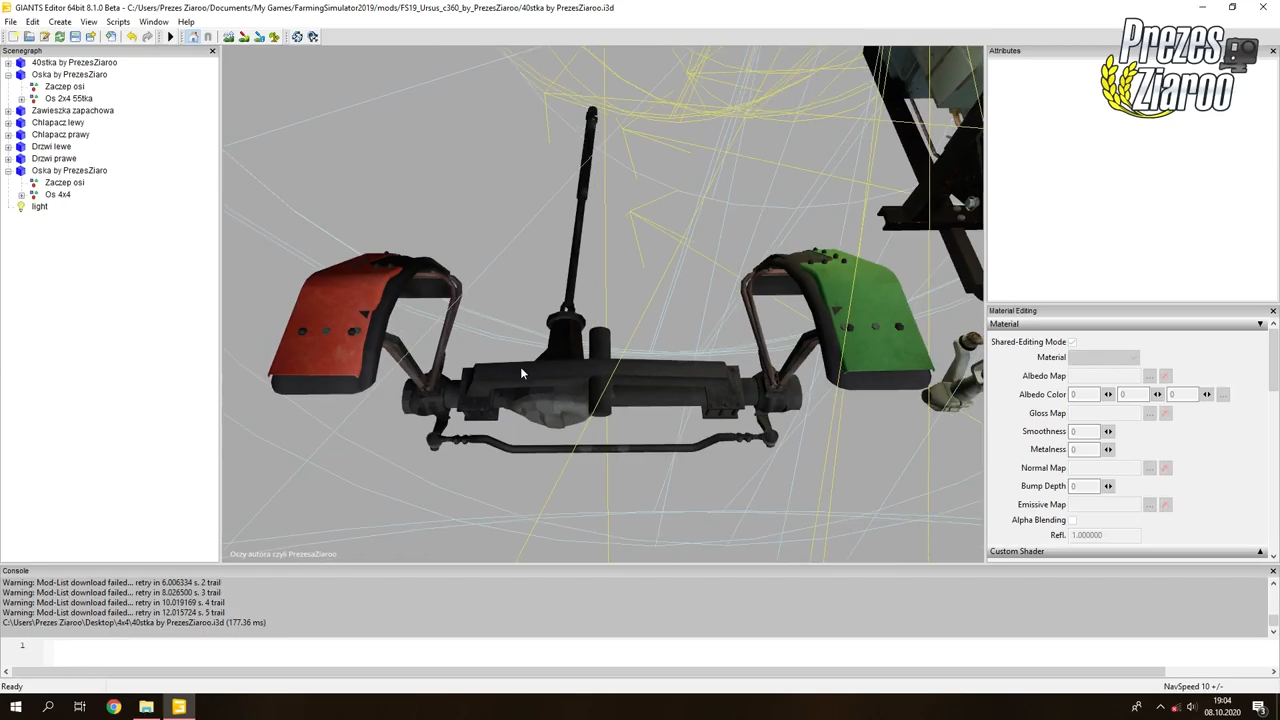 GIANTS Editor 64bit 8.1.0 Beta - C:/Users/Prezes Ziaroo/Documents/My Games/FarmingSimulator2019/mods/FS19_Ursus_c360_by_PrezesZiaroo/40stka by PrezesZiaroo.i3d
File Edit Create View Scripts Window Help
Scenegraph
40stka by PrezesZiaroo
Oska by PrezesZiaro
Zaczep osi
Os 2x4 55tka
Zawieszka zapachowa
Chlapacz lewy
Chlapacz prawy
Drzwi lewe
Drzwi prawe
Oska by PrezesZiaro
Zaczep osi
Os 4x4
light
Oczy autora czyli PrezesaZiaroo
Attributes
Prezes
Ziaroo
Material Editing:
Material
Shared-Editing Mode
Material
Albedo Map
...
Albedo Color 0 0 0 ...
Gloss Map ...
Smoothness 0
Metalness 0
Normal Map ...
Bump Depth 0
Emissive Map ...
Alpha Blending
Refl. 1.000000
Custom Shader
Console
Warning: Mod-List download failed... retry in 6.006334 s. 2 trail
Warning: Mod-List download failed... retry in 8.026500 s. 3 trail
Warning: Mod-List download failed... retry in 10.019169 s. 4 trail
Warning: Mod-List download failed... retry in 12.015724 s. 5 trail
C:\Users\Prezes Ziaroo\Desktop\4x4\40stka by PrezesZiaroo.i3d (177.36 ms)
1
Ready
NavSpeed 10 +/-
19:04
08.10.2020
3